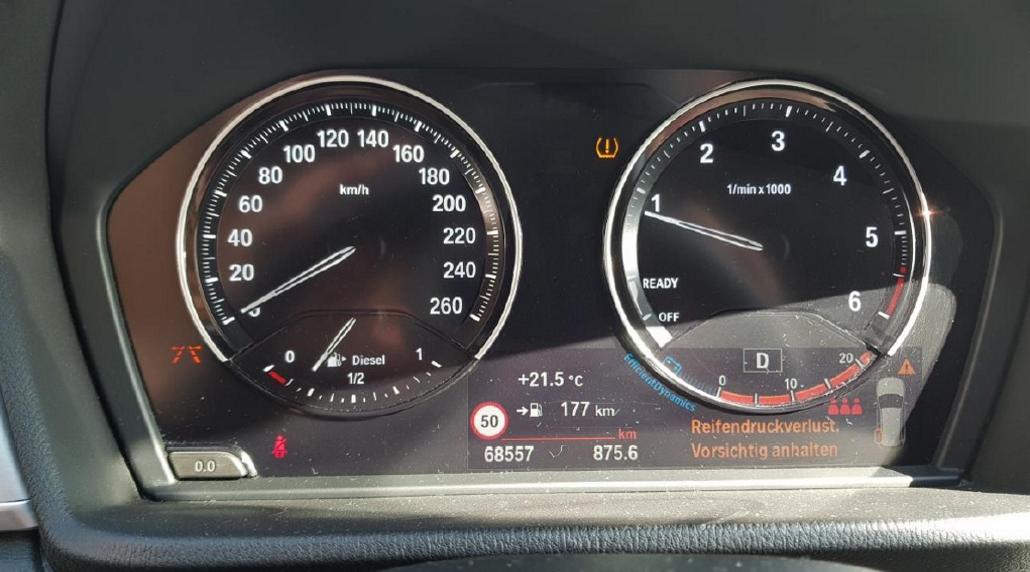 120 140
100 160
80 180
60 km/h 200
40 220
20 240
0 260
0 Diesel 1
1/2
0.0
(!)
3
2 4
1/min x 1000
1 5
READY
OFF 6
EfficientDynamics
D
0 10 20
+21.5 °C
50 177 km
km
68557 875.6
Reifendruckverlust.
Vorsichtig anhalten